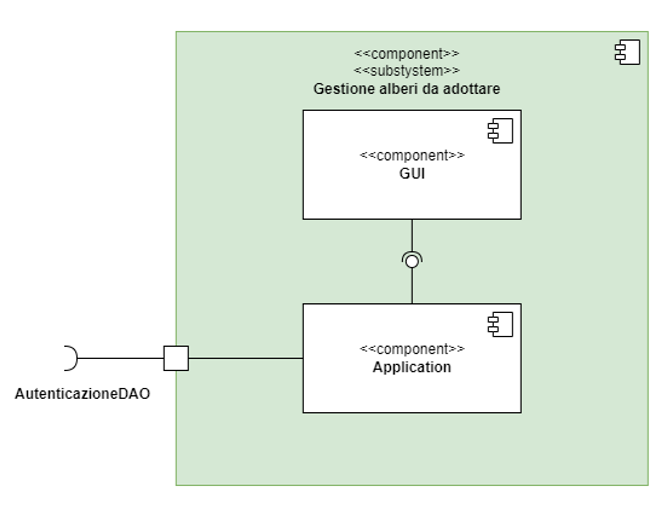 <<component>>
<<substystem>>
Gestione alberi da adottare
<<component>>
GUI
<<component>>
Application
AutenticazioneDAO